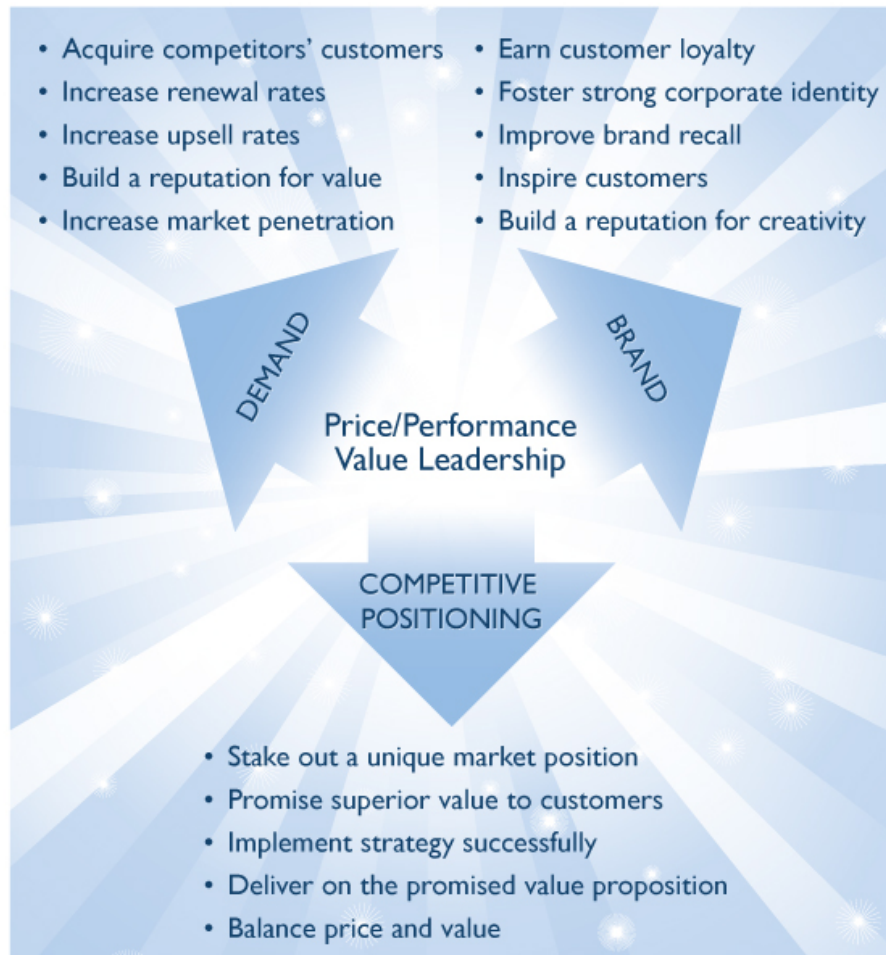 • Acquire competitors' customers
• Increase renewal rates
• Increase upsell rates
• Build a reputation for value
• Increase market penetration
• Earn customer loyalty
• Foster strong corporate identity
• Improve brand recall
• Inspire customers
• Build a reputation for creativity
DEMAND
BRAND
Price/Performance
Value Leadership
COMPETITIVE
POSITIONING
• Stake out a unique market position
• Promise superior value to customers
• Implement strategy successfully
• Deliver on the promised value proposition
• Balance price and value